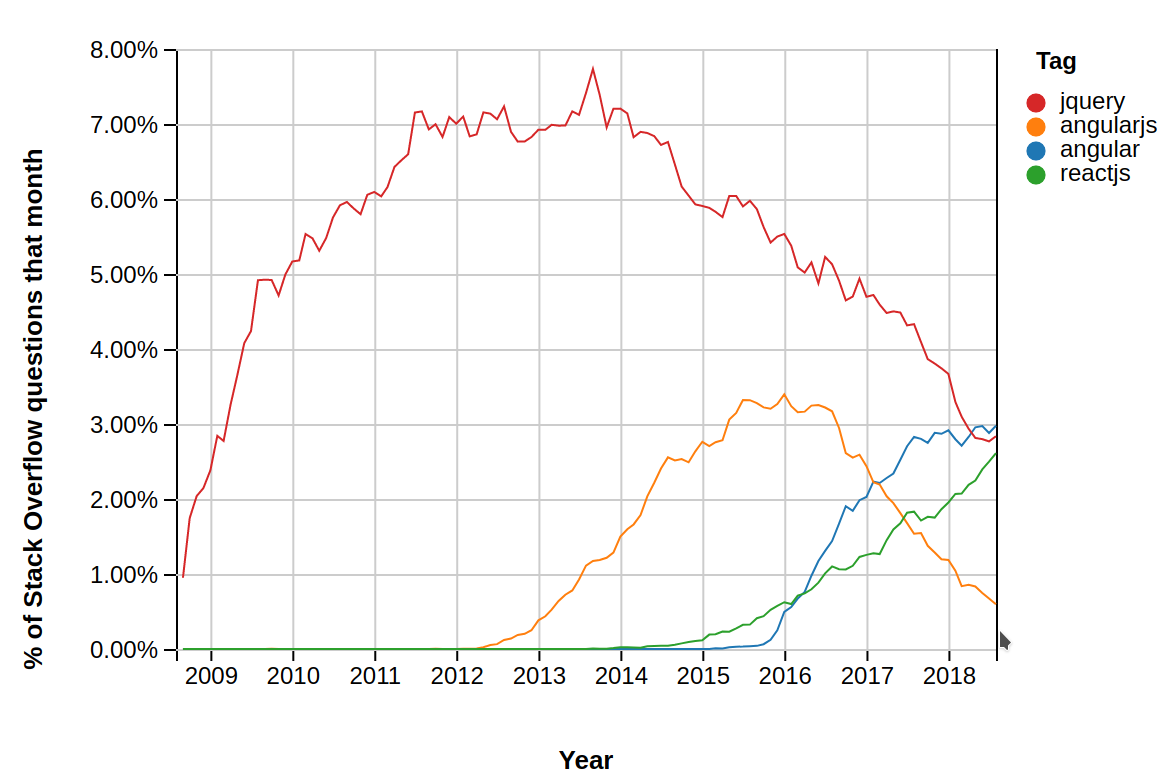 8.00%
7.00%
6.00%
5.00%
4.00%
3.00%
2.00%
1.00%
0.00%
% of Stack Overflow questions that month
2009 2010 2011 2012 2013 2014 2015 2016 2017 2018
Year
Tag
jquery
angularjs
angular
reactjs